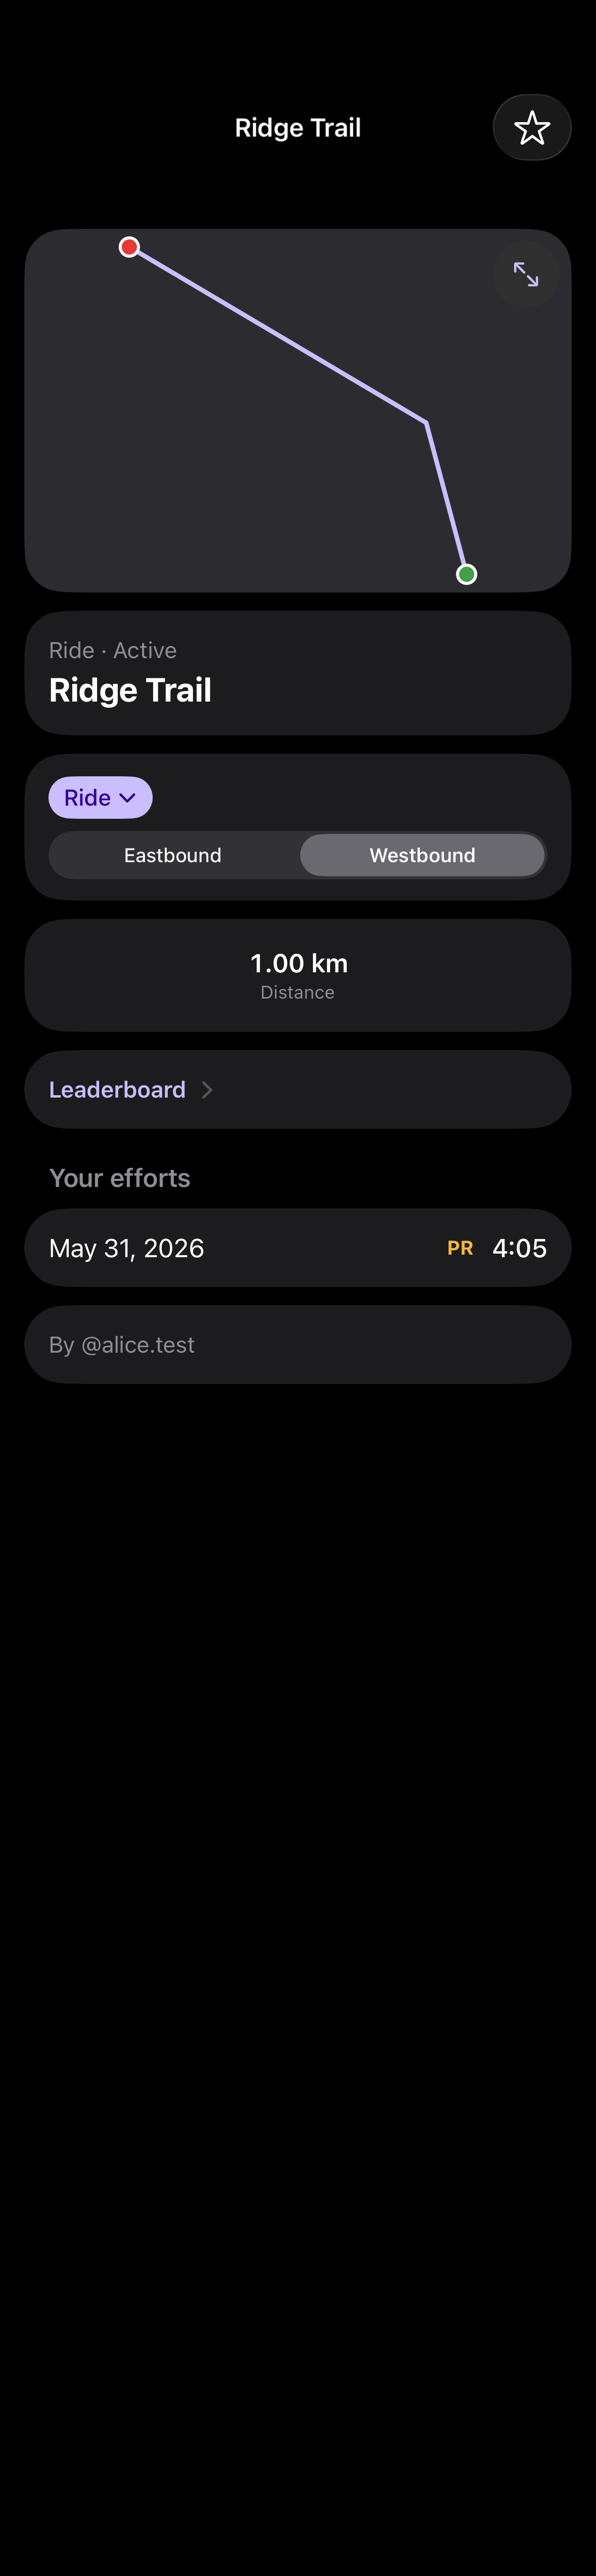 Ridge Trail
Ride · Active
Ridge Trail
Ride
Eastbound Westbound
1.00 km
Distance
Leaderboard
Your efforts
May 31, 2026 PR 4:05
By @alice.test